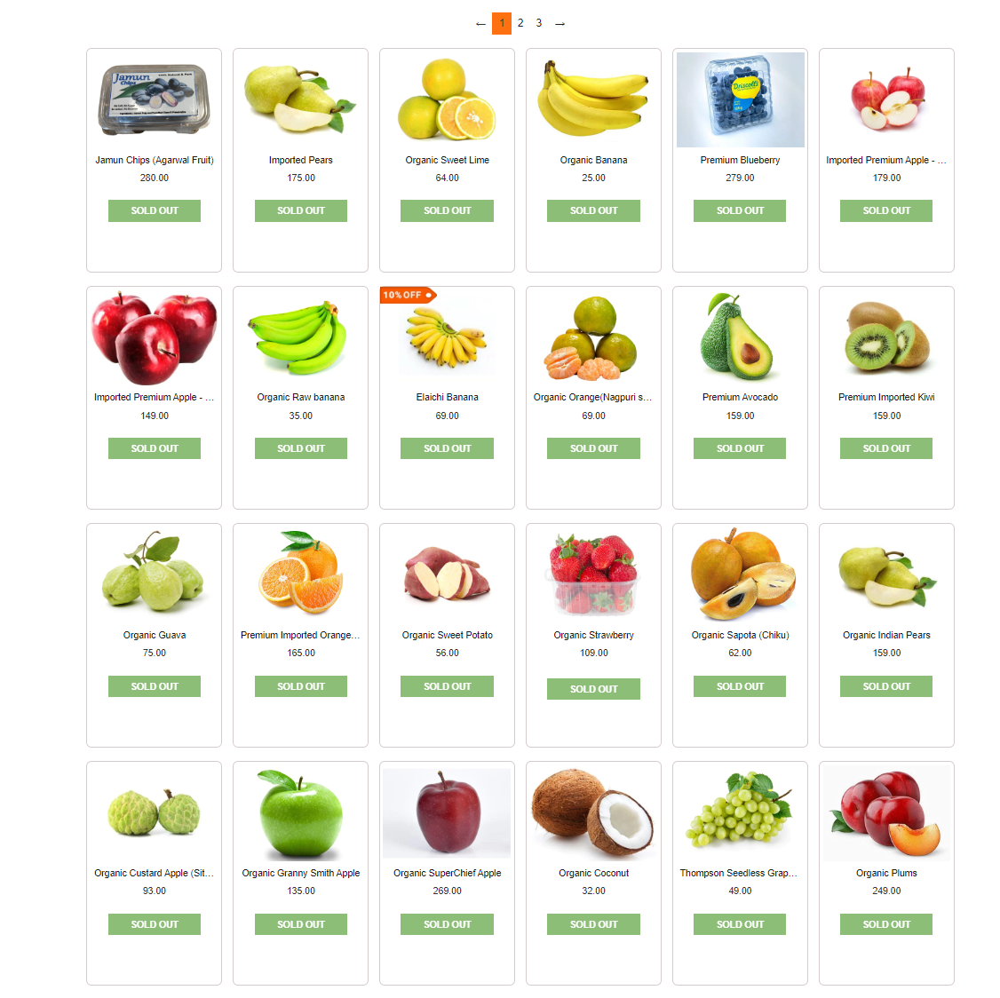 ← 1 2 3 →
Jamun
Chips
Driscoll's
Jamun Chips (Agarwal Fruit)
280.00
SOLD OUT
Imported Pears
175.00
SOLD OUT
Organic Sweet Lime
64.00
SOLD OUT
Organic Banana
25.00
SOLD OUT
Premium Blueberry
279.00
SOLD OUT
Imported Premium Apple - ...
179.00
SOLD OUT
Imported Premium Apple - ...
149.00
SOLD OUT
Organic Raw banana
35.00
SOLD OUT
10% OFF
Elaichi Banana
69.00
SOLD OUT
Organic Orange(Nagpuri s...
69.00
SOLD OUT
Premium Avocado
159.00
SOLD OUT
Premium Imported Kiwi
159.00
SOLD OUT
Organic Guava
75.00
SOLD OUT
Premium Imported Orange...
165.00
SOLD OUT
Organic Sweet Potato
56.00
SOLD OUT
Organic Strawberry
109.00
SOLD OUT
Organic Sapota (Chiku)
62.00
SOLD OUT
Organic Indian Pears
159.00
SOLD OUT
Organic Custard Apple (Sit...
93.00
SOLD OUT
Organic Granny Smith Apple
135.00
SOLD OUT
Organic SuperChief Apple
269.00
SOLD OUT
Organic Coconut
32.00
SOLD OUT
Thompson Seedless Grap...
49.00
SOLD OUT
Organic Plums
249.00
SOLD OUT